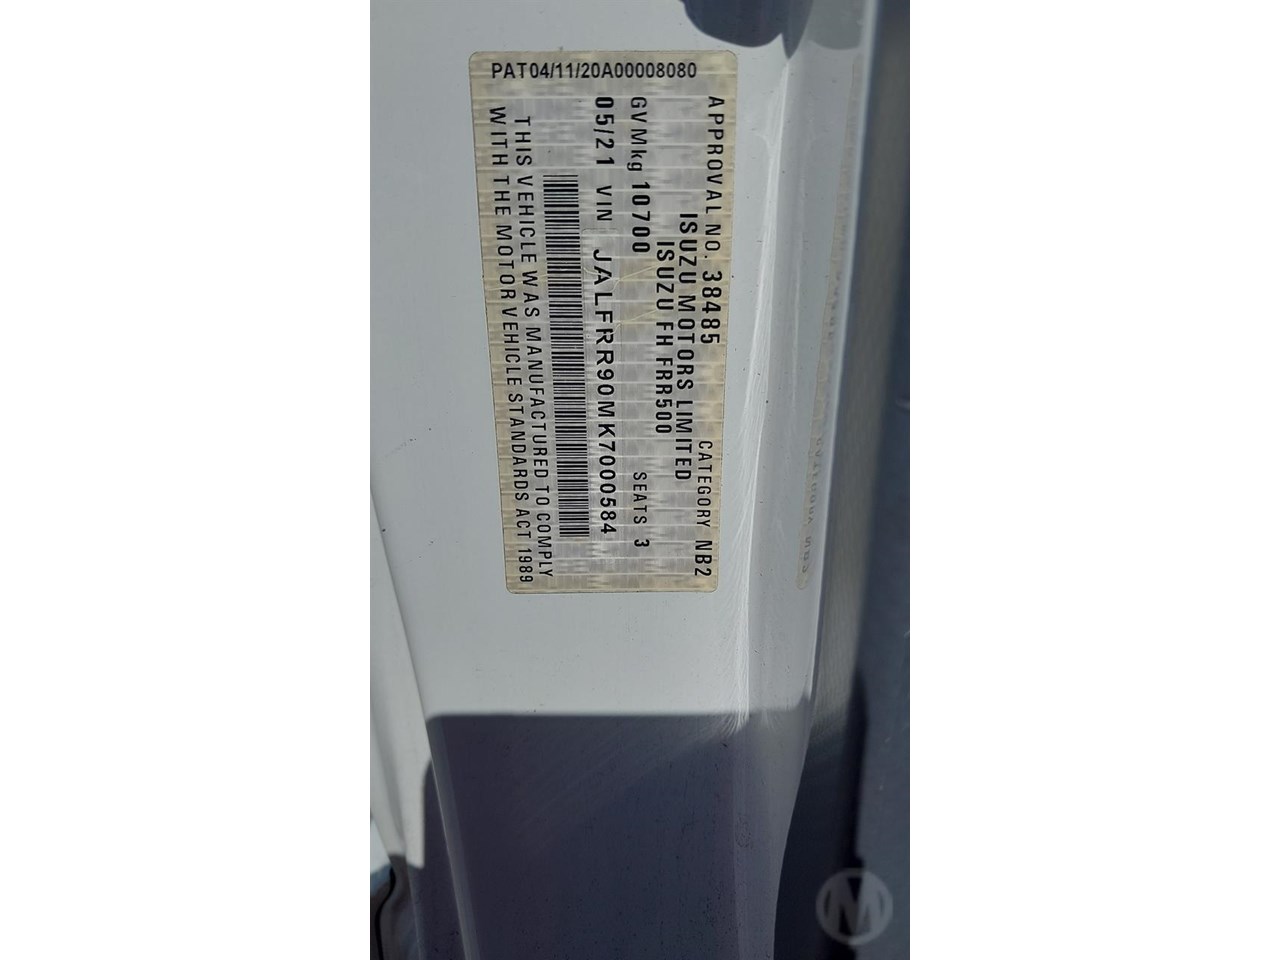 PAT04/11/20A00008080
APPROVAL NO. 38485 CATEGORY NB2
ISUZU MOTORS LIMITED
ISUZU FH FRR500
GVMkg 10700 SEATS 3
05/21 VIN JALFRR90MK7000584
THIS VEHICLE WAS MANUFACTURED TO COMPLY
WITH THE MOTOR VEHICLE STANDARDS ACT 1989
M